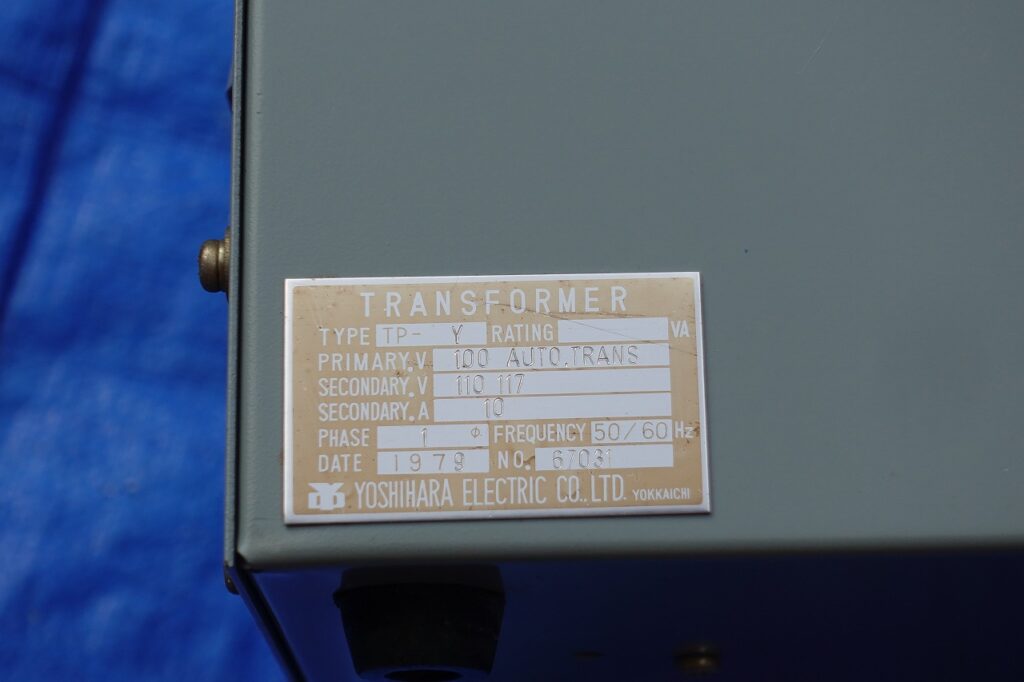 TRANSFORMER
TYPE TP- Y RATING VA
PRIMARY.V 100 AUTO.TRANS
SECONDARY.V 110 117
SECONDARY.A 10
PHASE 1 φ FREQUENCY 50/60 Hz
DATE 1979 NO. 67031
YOSHIHARA ELECTRIC CO.,LTD. YOKKAICHI